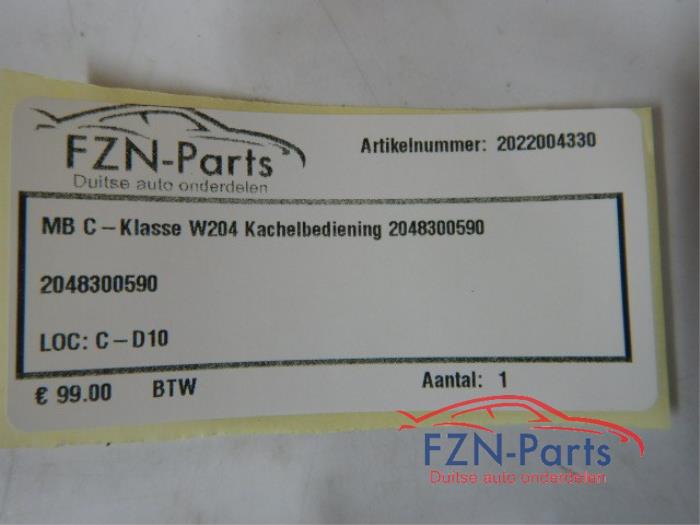 FZN-Parts
Duitse auto onderdelen
Artikelnummer: 2022004330
MB C-Klasse W204 Kachelbediening 2048300590
2048300590
LOC: C-D10
€ 99.00 BTW Aantal: 1
FZN-Parts
Duitse auto onderdelen